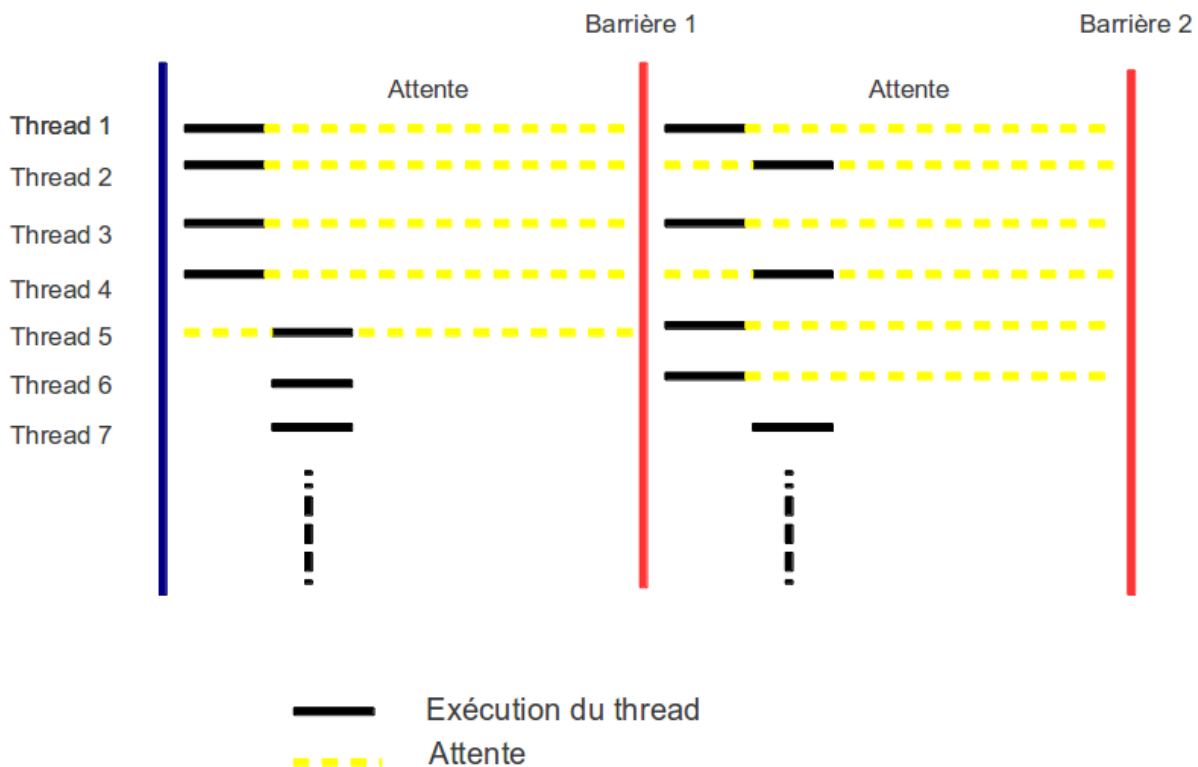 Barrière 1
Barrière 2
Attente
Attente
Thread 1
Thread 2
Thread 3
Thread 4
Thread 5
Thread 6
Thread 7
Exécution du thread
Attente